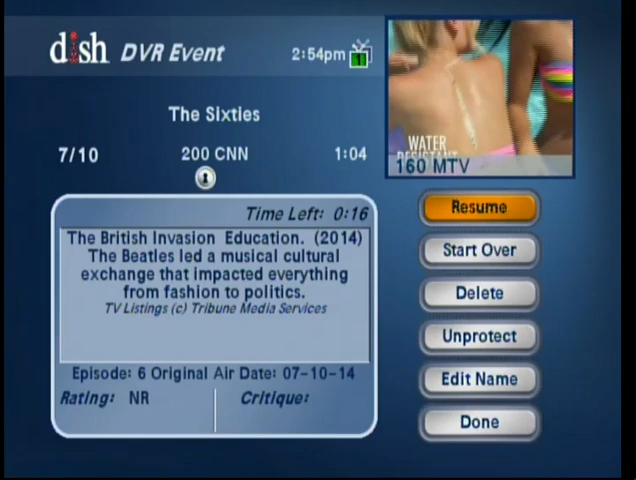 dish DVR Event
2:54pm 1
The Sixties
7/10 200 CNN 1:04
WATER
RESISTANT
160 MTV
Time Left: 0:16
The British Invasion Education. (2014)
The Beatles led a musical cultural
exchange that impacted everything
from fashion to politics.
TV Listings (c) Tribune Media Services
Episode: 6 Original Air Date: 07-10-14
Rating: NR Critique:
Resume
Start Over
Delete
Unprotect
Edit Name
Done